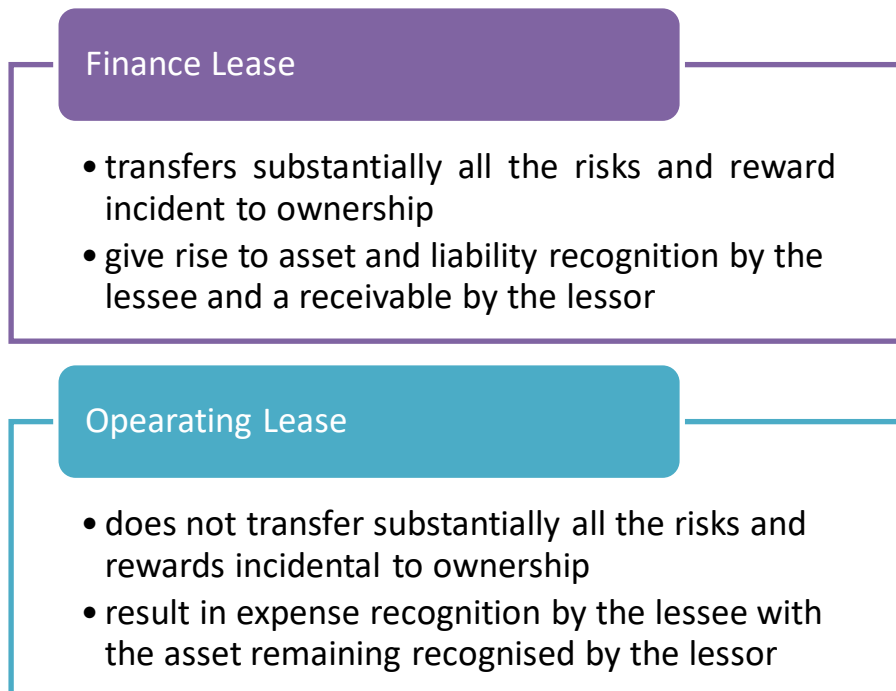 Finance Lease
• transfers substantially all the risks and reward
incident to ownership
• give rise to asset and liability recognition by the
lessee and a receivable by the lessor
Opearating Lease
• does not transfer substantially all the risks and
rewards incidental to ownership
• result in expense recognition by the lessee with
the asset remaining recognised by the lessor